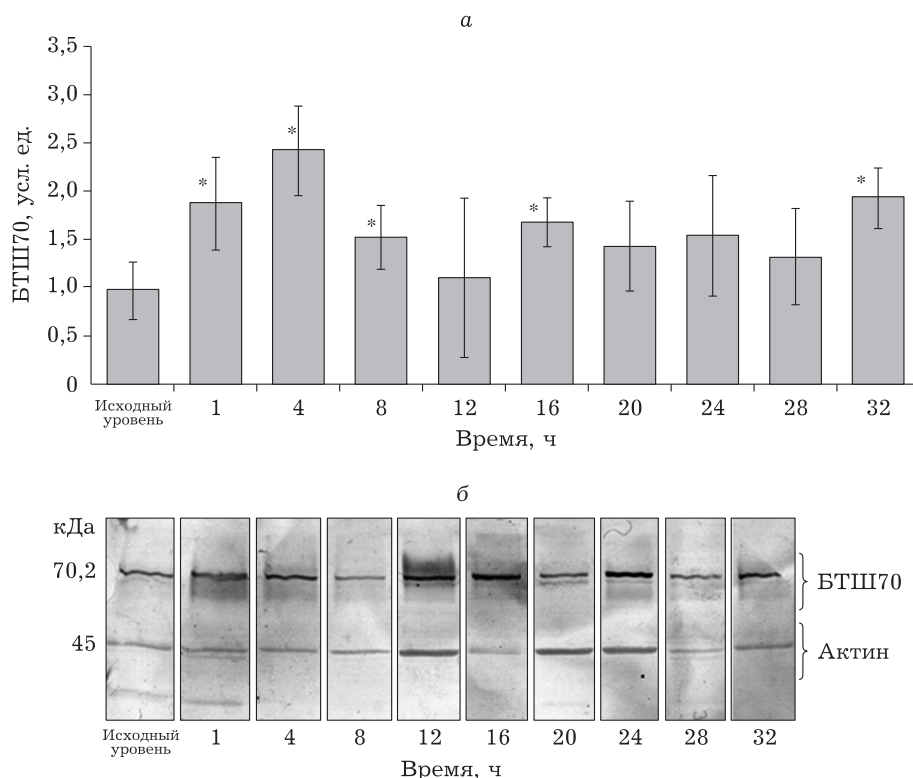 а
3,5
3,0
2,5
2,0
1,5
1,0
0,5
0
БТШ70, усл. ед.
* * * * *
Исходный уровень 1 4 8 12 16 20 24 28 32
Время, ч
б
кДа
70,2
45
БТШ70
Актин
Исходный уровень 1 4 8 12 16 20 24 28 32
Время, ч